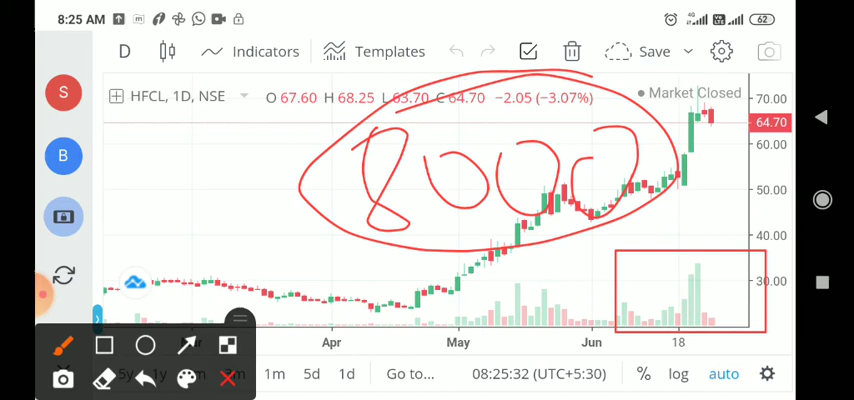 8:25 AM 4G 62
D Indicators Templates Save
S HFCL, 1D, NSE O 67.60 H 68.25 L 63.70 C 64.70 −2.05 (−3.07%) Market Closed
70.00
64.70
60.00
8000
B
50.00
40.00
30.00
Apr May Jun 18
1m 5d 1d Go to... 08:25:32 (UTC+5:30) % log auto